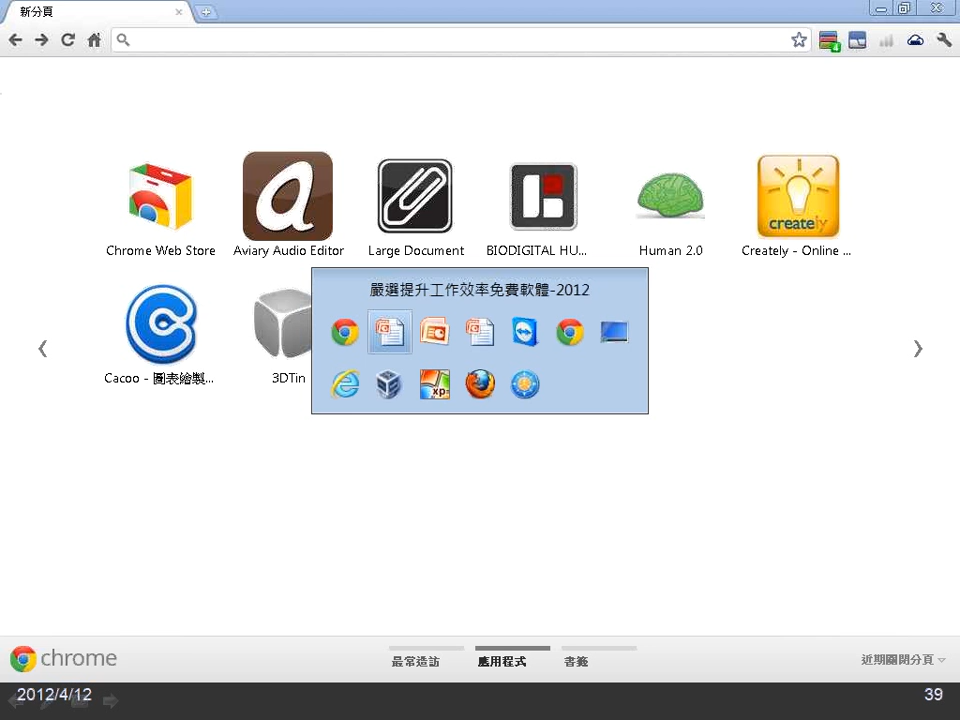 新分頁
Chrome Web Store
Aviary Audio Editor
Large Document
BIODIGITAL HU...
Human 2.0
Creately - Online ...
a
creately
嚴選提升工作效率免費軟體-2012
xp
Cacoo - 圖表繪製...
3DTin
chrome
最常造訪
應用程式
書籤
近期關閉分頁
2012/4/12
39